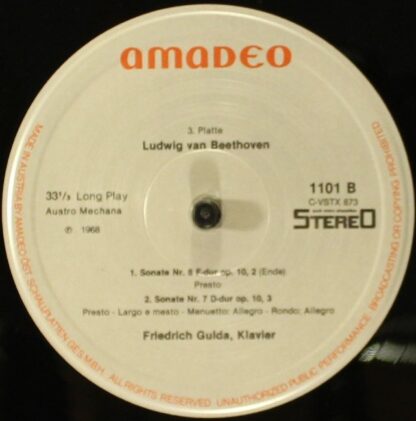 amaDEO
3. Platte
Ludwig van Beethoven
33⅓ Long Play
Austro Mechana
℗ 1968
1101 B
C-VSTX 673
STEREO
1. Sonate Nr. 6 F-dur op. 10, 2 (Ende)
Presto
2. Sonate Nr. 7 D-dur op. 10, 3
Presto - Largo e mesto - Menuetto: Allegro - Rondo: Allegro
Friedrich Gulda, Klavier
MADE IN AUSTRIA BY AMADEO ÖST. SCHALLPLATTEN GES.M.B.H. ALL RIGHTS RESERVED UNAUTHORIZED PUBLIC PERFORMANCE, BROADCASTING OR COPYING PROHIBITED